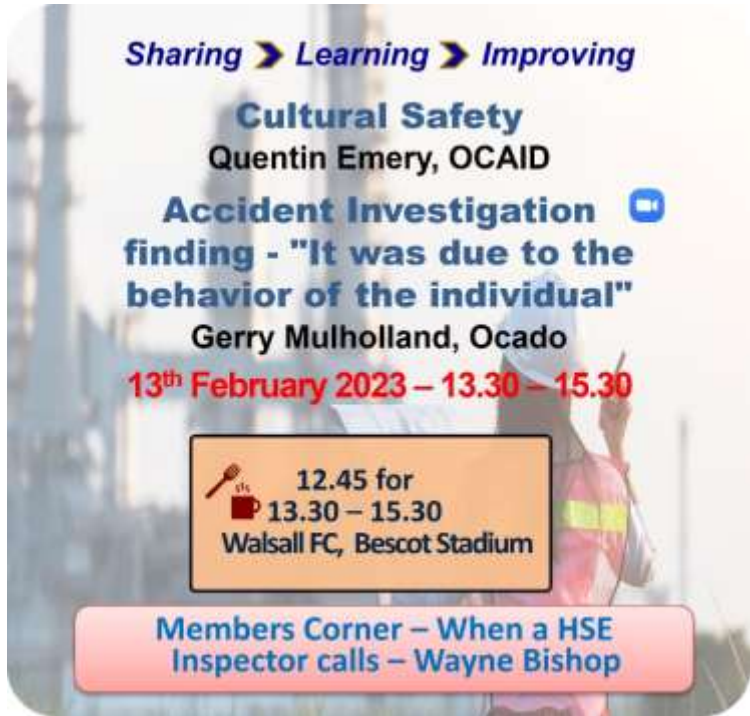 Sharing > Learning > Improving
Cultural Safety
Quentin Emery, OCAID
Accident Investigation
finding - "It was due to the
behavior of the individual"
Gerry Mulholland, Ocado
13th February 2023 – 13.30 – 15.30
12.45 for
13.30 – 15.30
Walsall FC, Bescot Stadium
Members Corner – When a HSE
Inspector calls – Wayne Bishop